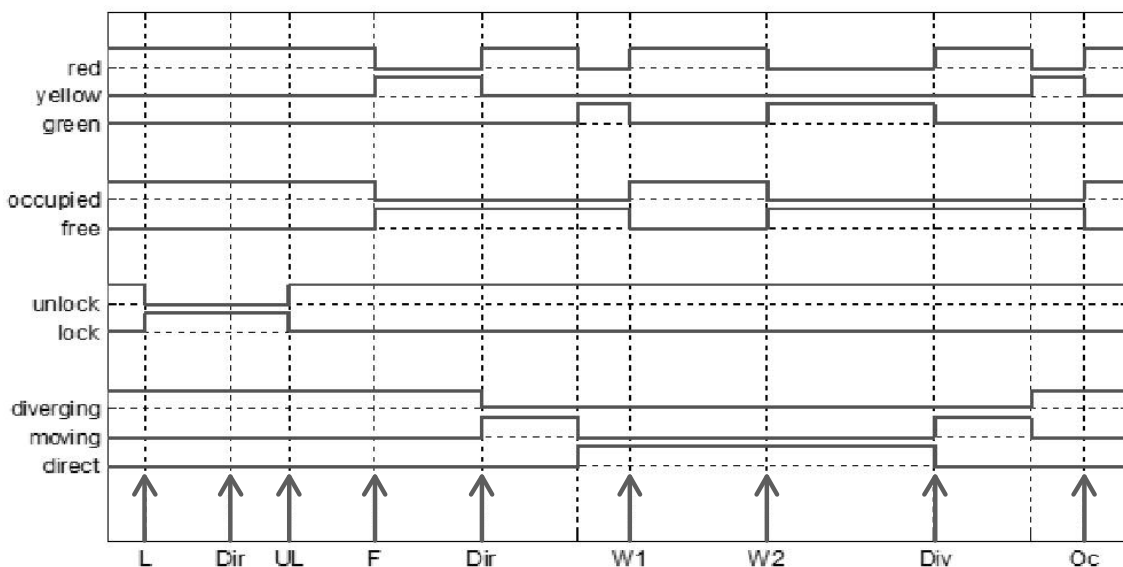 red
yellow
green
occupied
free
unlock
lock
diverging
moving
direct
L Dir UL F Dir W1 W2 Div Oc